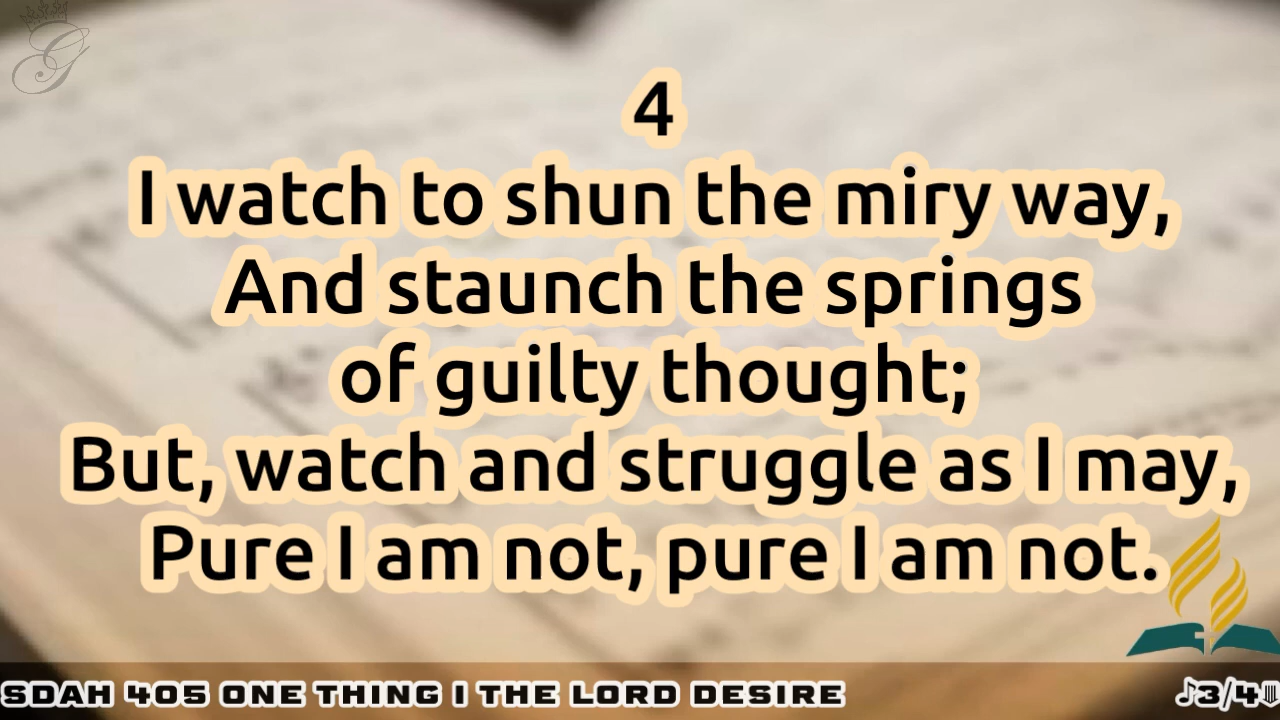 G
4
I watch to shun the miry way,
And staunch the springs
of guilty thought;
But, watch and struggle as I may,
Pure I am not, pure I am not.
SDAH 405 ONE THING I THE LORD DESIRE
♪3/4